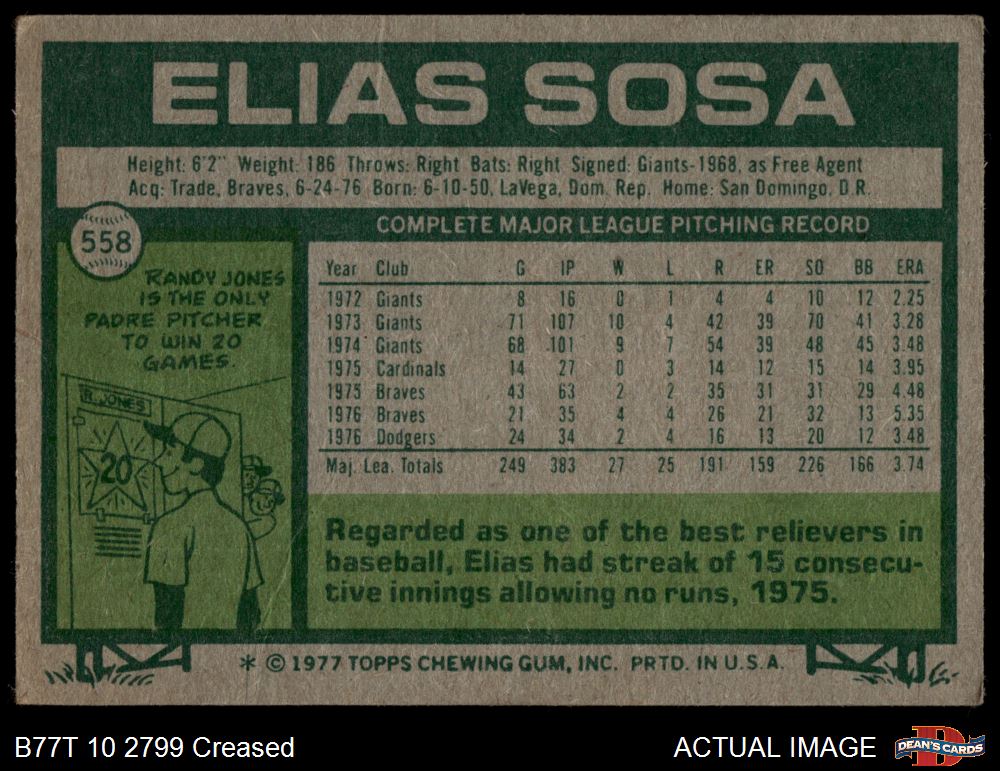 ELIAS SOSA
Height: 6'2" Weight: 186 Throws: Right Bats: Right Signed: Giants-1968, as Free Agent
Acq: Trade, Braves, 6-24-76 Born: 6-10-50, LaVega, Dom. Rep. Home: San Domingo, D.R.
558
RANDY JONES
IS THE ONLY
PADRE PITCHER
TO WIN 20
GAMES.
R. JONES
20
COMPLETE MAJOR LEAGUE PITCHING RECORD
Year Club G IP W L R ER SO BB ERA
1972 Giants 8 16 0 1 4 4 10 12 2.25
1973 Giants 71 107 10 4 42 39 70 41 3.28
1974 Giants 68 101 9 7 54 39 48 45 3.48
1975 Cardinals 14 27 0 3 14 12 15 14 3.95
1975 Braves 43 63 2 2 35 31 31 29 4.48
1976 Braves 21 35 4 4 26 21 32 13 5.35
1976 Dodgers 24 34 2 4 16 13 20 12 3.48
Maj. Lea. Totals 249 383 27 25 191 159 226 166 3.74
Regarded as one of the best relievers in
baseball, Elias had streak of 15 consecu-
tive innings allowing no runs, 1975.
* © 1977 TOPPS CHEWING GUM, INC. PRTD. IN U.S.A.
B77T 10 2799 Creased
ACTUAL IMAGE
D
DEAN'S CARDS